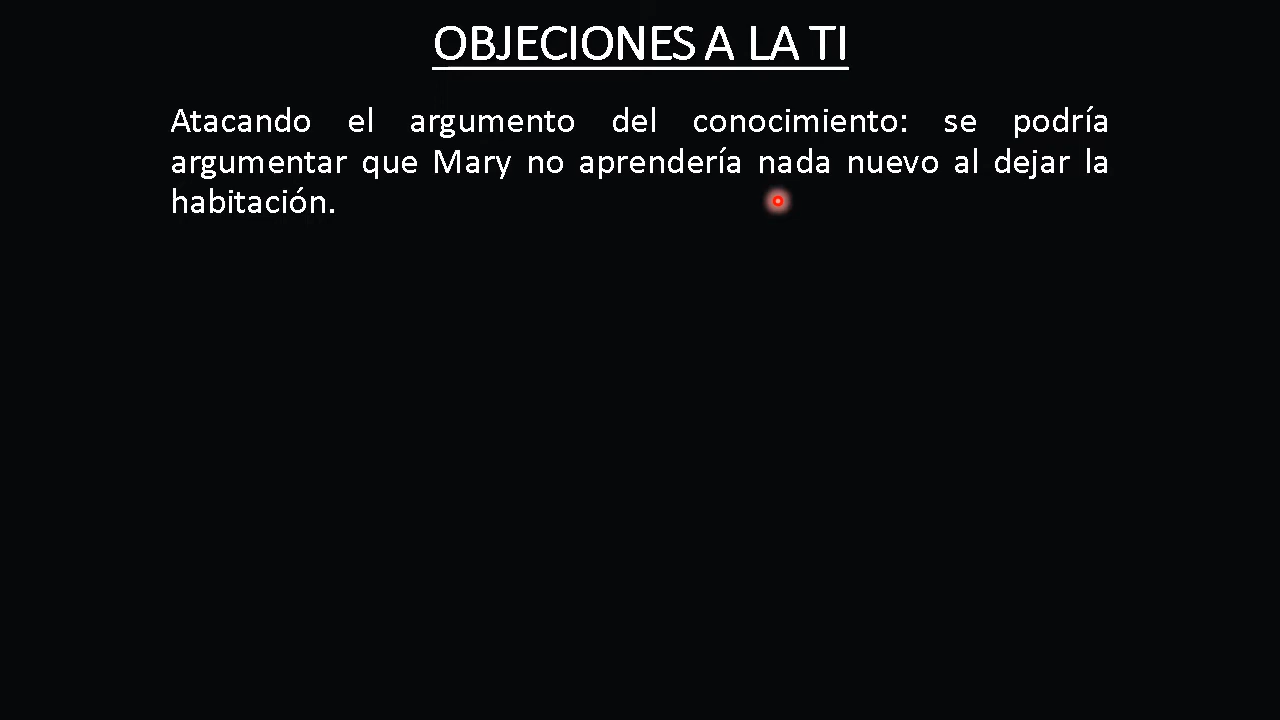 OBJECIONES A LA TI
Atacando el argumento del conocimiento: se podría
argumentar que Mary no aprendería nada nuevo al dejar la
habitación.